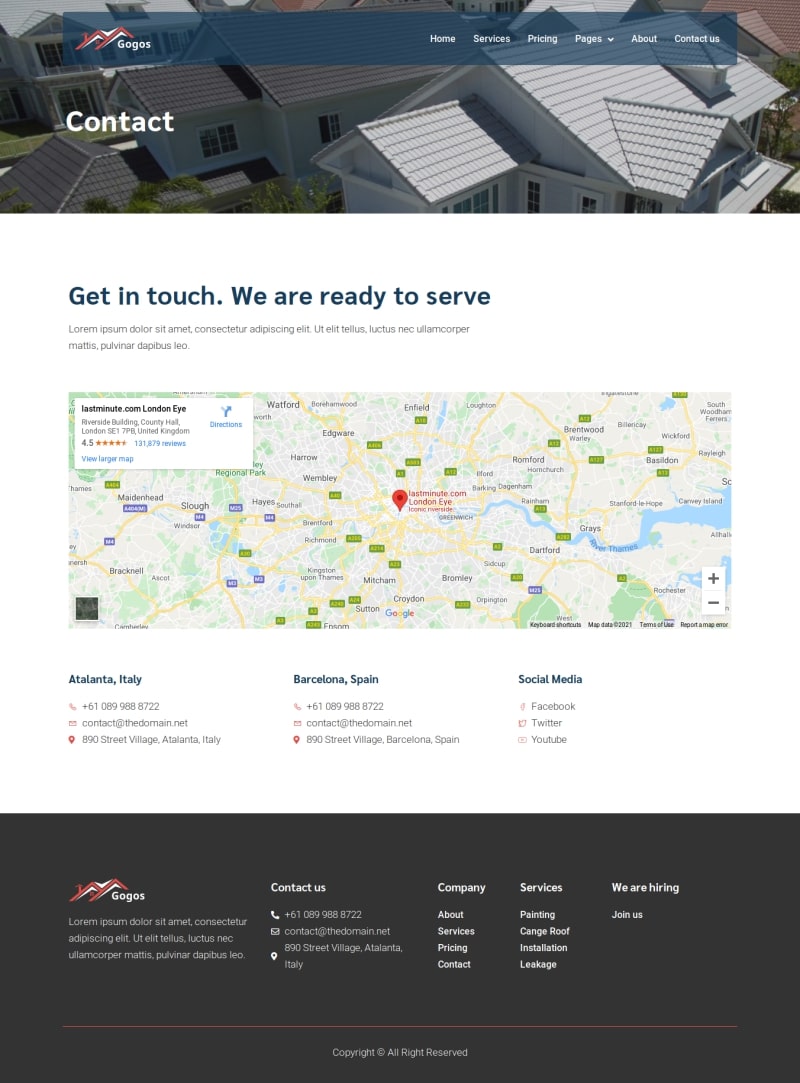 Gogos
Home Services Pricing Pages About Contact us
Contact
Get in touch. We are ready to serve
Lorem ipsum dolor sit amet, consectetur adipiscing elit. Ut elit tellus, luctus nec ullamcorper
mattis, pulvinar dapibus leo.
lastminute.com London Eye
Riverside Building, County Hall,
London SE1 7PB, United Kingdom
4.5 131,879 reviews
View larger map
Directions
Watford
Borehamwood
Enfield
Loughton
Ingatestone
South
Woodham
Ferrers
Edgware
Brentwood
Warley
Billericay
Wickford
Rayleigh
Harrow
Romford
Hornchurch
Basildon
Regional Park
Wembley
Ilford
Barking
Dagenham
Thames
Maidenhead
Slough
Hayes
Southall
lastminute.com
London Eye
Iconic riverside
Rainham
Stanford-le-Hope
Canvey Island
Windsor
Brentford
GREENWICH
Grays
Richmond
Dartford
River Thames
Bracknell
Ascot
Kingston
upon Thames
Mitcham
Bromley
Sidcup
Rochester
Croydon
Orpington
Sutton
Camberley
Epsom
West
Google
Keyboard shortcuts Map data ©2021 Terms of Use Report a map error
Atalanta, Italy
+61 089 988 8722
contact@thedomain.net
890 Street Village, Atalanta, Italy
Barcelona, Spain
+61 089 988 8722
contact@thedomain.net
890 Street Village, Barcelona, Spain
Social Media
Facebook
Twitter
Youtube
Gogos
Lorem ipsum dolor sit amet, consectetur
adipiscing elit. Ut elit tellus, luctus nec
ullamcorper mattis, pulvinar dapibus leo.
Contact us
+61 089 988 8722
contact@thedomain.net
890 Street Village, Atalanta,
Italy
Company
About
Services
Pricing
Contact
Services
Painting
Cange Roof
Installation
Leakage
We are hiring
Join us
Copyright © All Right Reserved